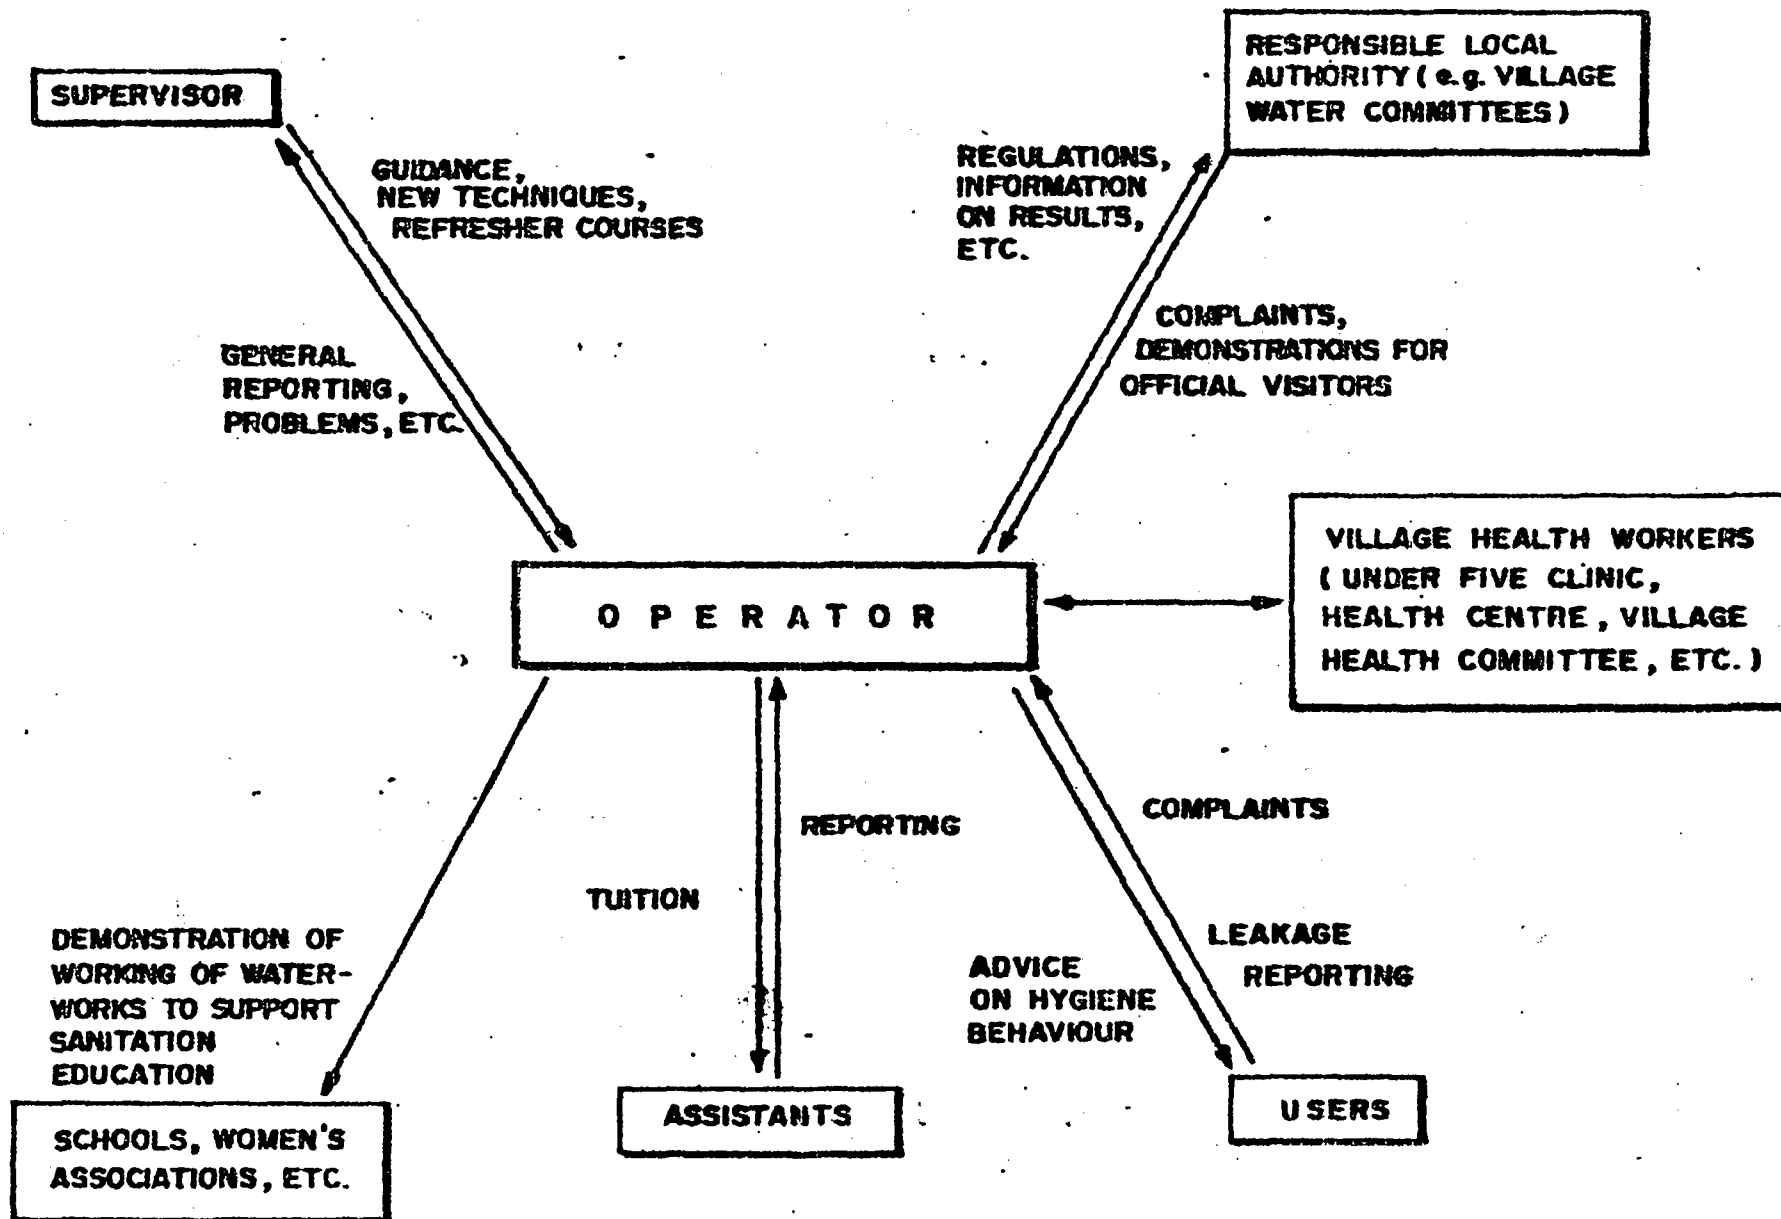 SUPERVISOR
RESPONSIBLE LOCAL
AUTHORITY (e.g. VILLAGE
WATER COMMITTEES)
GUIDANCE,
NEW TECHNIQUES,
REFRESHER COURSES
REGULATIONS,
INFORMATION
ON RESULTS,
ETC.
GENERAL
REPORTING,
PROBLEMS, ETC.
COMPLAINTS,
DEMONSTRATIONS FOR
OFFICIAL VISITORS
OPERATOR
VILLAGE HEALTH WORKERS
(UNDER FIVE CLINIC,
HEALTH CENTRE, VILLAGE
HEALTH COMMITTEE, ETC.)
DEMONSTRATION OF
WORKING OF WATER-
WORKS TO SUPPORT
SANITATION
EDUCATION
TUITION
REPORTING
COMPLAINTS
LEAKAGE
REPORTING
ADVICE
ON HYGIENE
BEHAVIOUR
SCHOOLS, WOMEN'S
ASSOCIATIONS, ETC.
ASSISTANTS
USERS